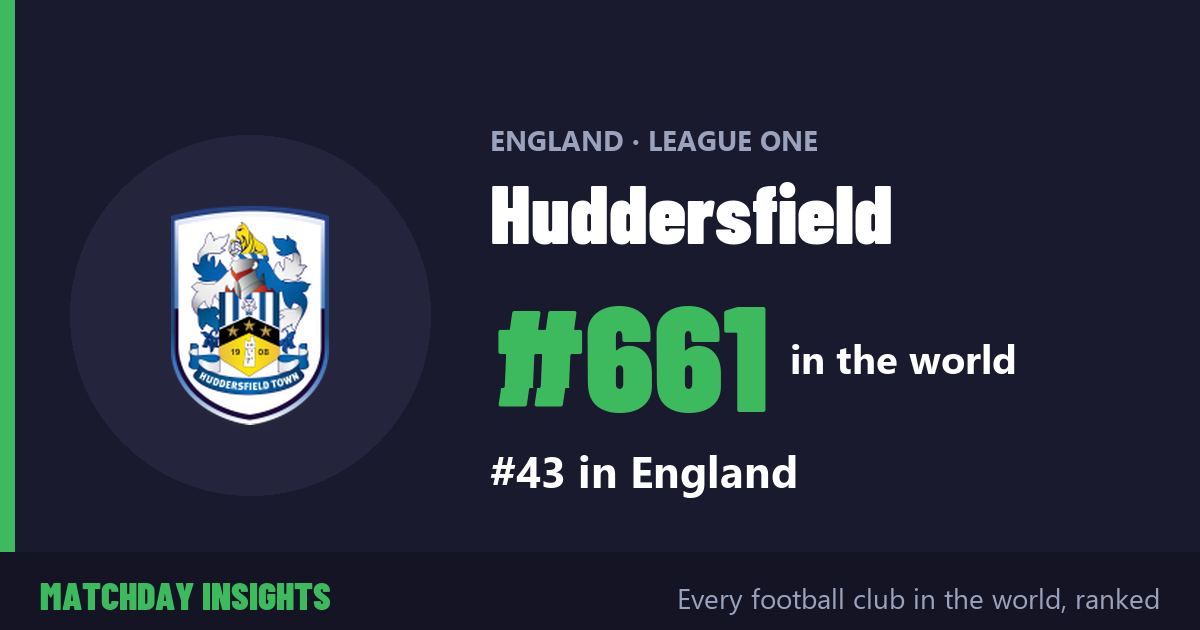 ENGLAND · LEAGUE ONE
Huddersfield
#661 in the world
#43 in England
19 08
HUDDERSFIELD TOWN
MATCHDAY INSIGHTS
Every football club in the world, ranked